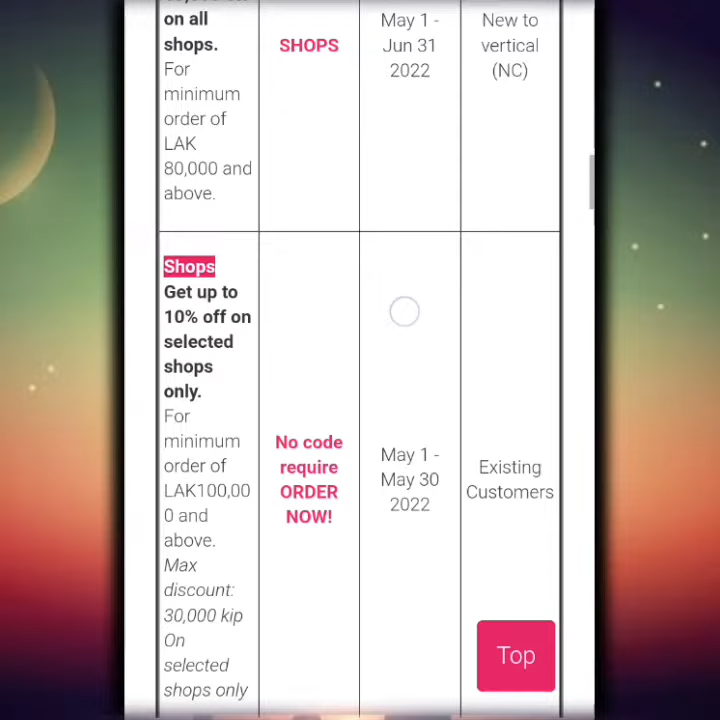 on all
shops.
For
minimum
order of
LAK
80,000 and
above.
SHOPS
May 1 -
Jun 31
2022
New to
vertical
(NC)
Shops
Get up to
10% off on
selected
shops
only.
For
minimum
order of
LAK100,00
0 and
above.
Max
discount:
30,000 kip
On
selected
shops only
No code
require
ORDER
NOW!
May 1 -
May 30
2022
Existing
Customers
Top